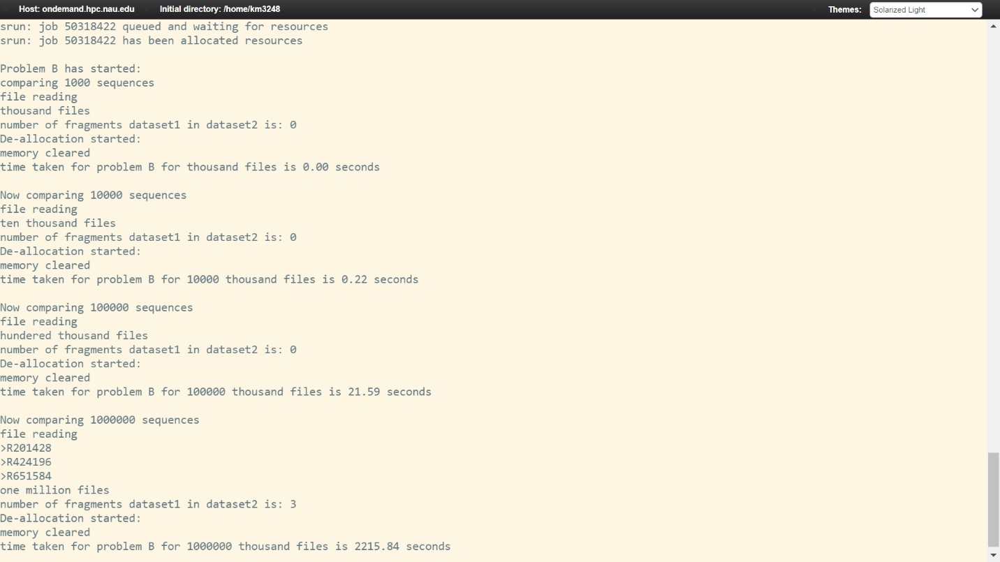 Host: ondemand.hpc.nau.edu Initial directory: /home/km3248 Themes: Solarized Light
srun: job 50318422 queued and waiting for resources
srun: job 50318422 has been allocated resources
Problem B has started:
comparing 1000 sequences
file reading
thousand files
number of fragments dataset1 in dataset2 is: 0
De-allocation started:
memory cleared
time taken for problem B for thousand files is 0.00 seconds
Now comparing 10000 sequences
file reading
ten thousand files
number of fragments dataset1 in dataset2 is: 0
De-allocation started:
memory cleared
time taken for problem B for 10000 thousand files is 0.22 seconds
Now comparing 100000 sequences
file reading
hundered thousand files
number of fragments dataset1 in dataset2 is: 0
De-allocation started:
memory cleared
time taken for problem B for 100000 thousand files is 21.59 seconds
Now comparing 1000000 sequences
file reading
>R201428
>R424196
>R651584
one million files
number of fragments dataset1 in dataset2 is: 3
De-allocation started:
memory cleared
time taken for problem B for 1000000 thousand files is 2215.84 seconds